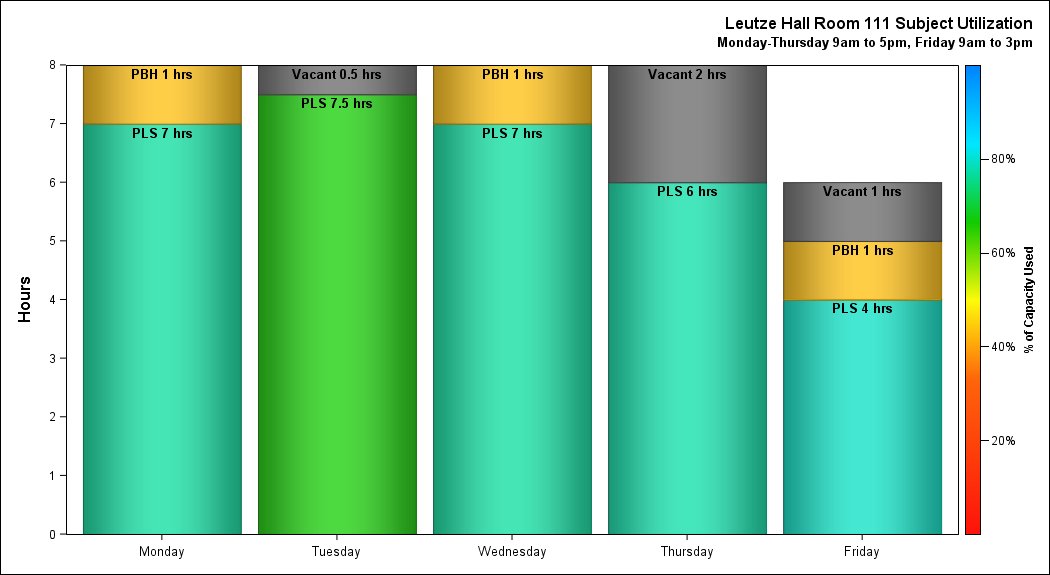 Leutze Hall Room 111 Subject Utilization
Monday-Thursday 9am to 5pm, Friday 9am to 3pm
8
7
6
5
4
3
2
1
0
Hours
PBH 1 hrs
PLS 7 hrs
Vacant 0.5 hrs
PLS 7.5 hrs
PBH 1 hrs
PLS 7 hrs
Vacant 2 hrs
PLS 6 hrs
Vacant 1 hrs
PBH 1 hrs
PLS 4 hrs
Monday
Tuesday
Wednesday
Thursday
Friday
80%
60%
40%
20%
% of Capacity Used